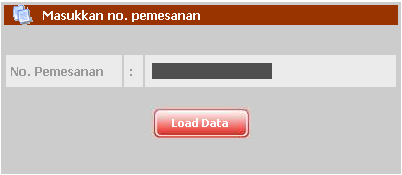 Masukkan no. pemesanan
No. Pemesanan :
Load Data